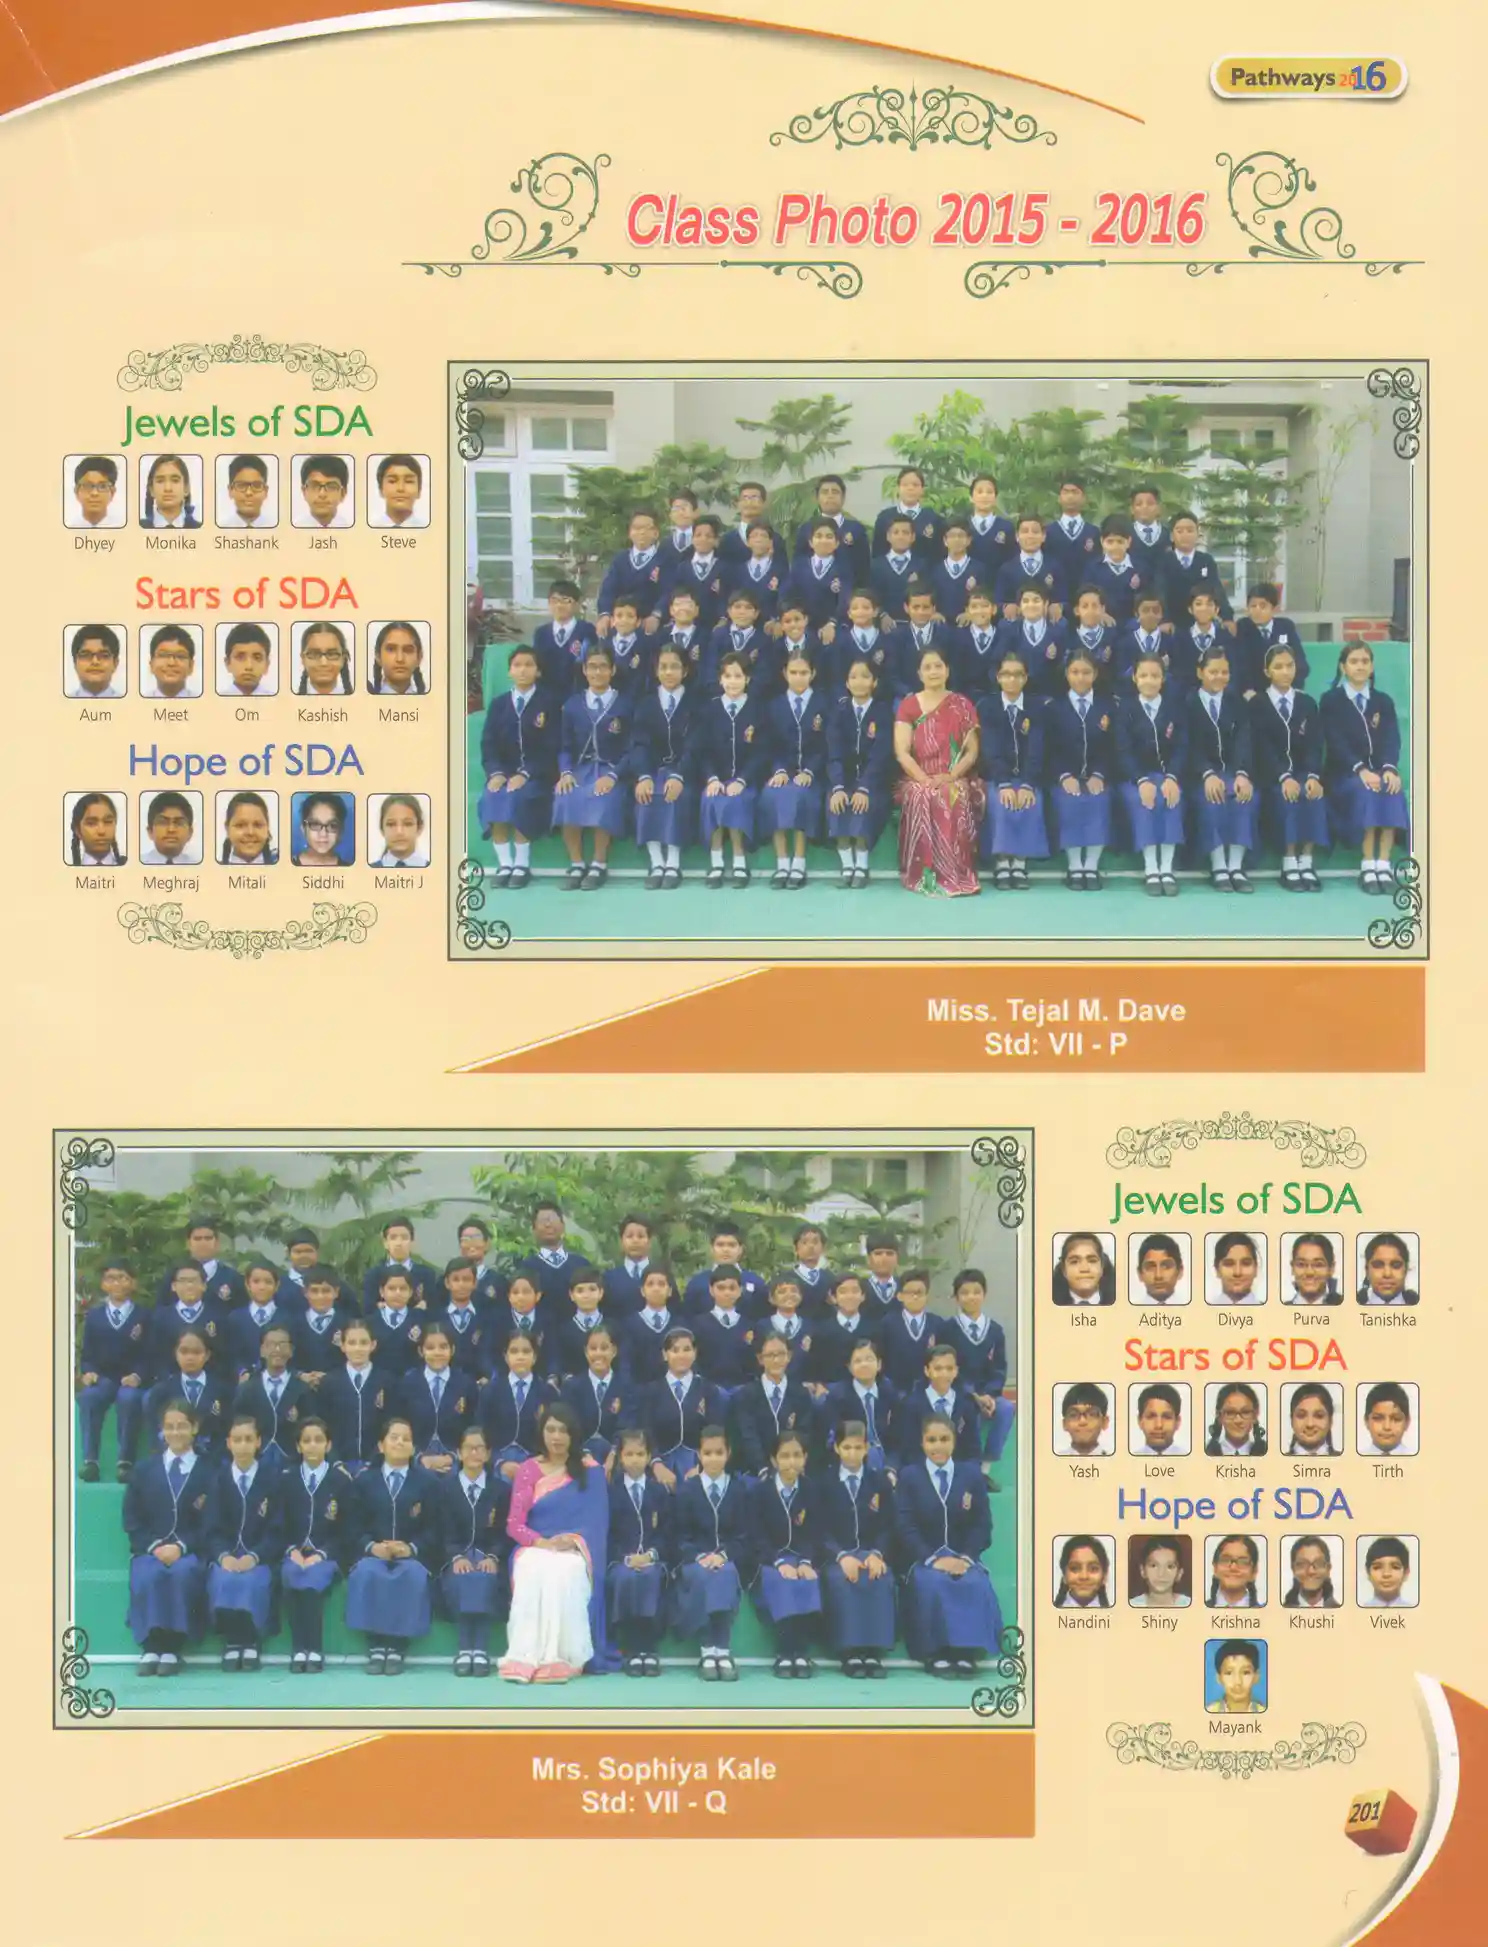 Pathways 2016
Class Photo 2015 - 2016
Jewels of SDA
Dhyey Monika Shashank Jash Steve
Stars of SDA
Aum Meet Om Kashish Mansi
Hope of SDA
Maitri Meghraj Mitali Siddhi Maitri J
Miss. Tejal M. Dave
Std: VII - P
Jewels of SDA
Isha Aditya Divya Purva Tanishka
Stars of SDA
Yash Love Krisha Simra Tirth
Hope of SDA
Nandini Shiny Krishna Khushi Vivek
Mayank
Mrs. Sophiya Kale
Std: VII - Q
201